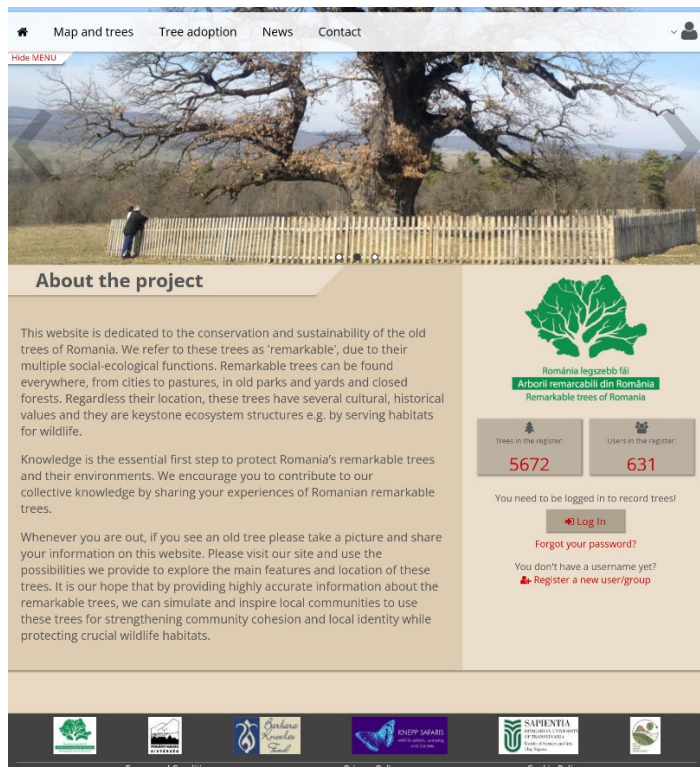 Map and trees
Tree adoption
News
Contact
Hide MENU
About the project
This website is dedicated to the conservation and sustainability of the old
trees of Romania. We refer to these trees as 'remarkable', due to their
multiple social-ecological functions. Remarkable trees can be found
everywhere, from cities to pastures, in old parks and yards and closed
forests. Regardless their location, these trees have several cultural, historical
values and they are keystone ecosystem structures e.g. by serving habitats
for wildlife.
Knowledge is the essential first step to protect Romania's remarkable trees
and their environments. We encourage you to contribute to our
collective knowledge by sharing your experiences of Romanian remarkable
trees.
Whenever you are out, if you see an old tree please take a picture and share
your information on this website. Please visit our site and use the
possibilities we provide to explore the main features and location of these
trees. It is our hope that by providing highly accurate information about the
remarkable trees, we can simulate and inspire local communities to use
these trees for strengthening community cohesion and local identity while
protecting crucial wildlife habitats.
Románia legszebb fái
Arborii remarcabili din România
Remarkable trees of Romania
Trees in the register:
5672
Users in the register:
631
You need to be logged in to record trees!
Log In
Forgot your password?
You don't have a username yet?
Register a new user/group
Barbara
Knowles
Fund
KNEPP SAFARIS
SAPIENTIA
HUNGARIAN UNIVERSITY
OF TRANSYLVANIA